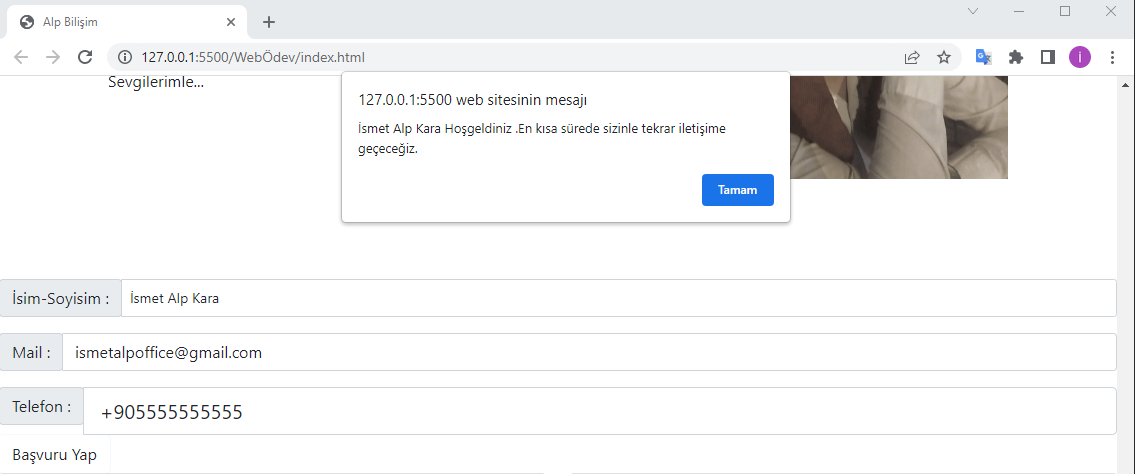 Alp Bilişim
127.0.0.1:5500/WebÖdev/index.html
İ
Sevgilerimle...
127.0.0.1:5500 web sitesinin mesajı
İsmet Alp Kara Hoşgeldiniz .En kısa sürede sizinle tekrar iletişime
geçeceğiz.
Tamam
İsim-Soyisim : İsmet Alp Kara
Mail : ismetalpoffice@gmail.com
Telefon : +905555555555
Başvuru Yap